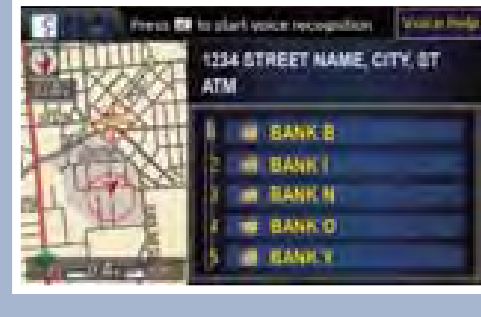 Press to start voice recognition
Voice Help
1234 STREET NAME, CITY, ST
ATM
1 BANK B
2 BANK I
3 BANK N
4 BANK O
5 BANK Y